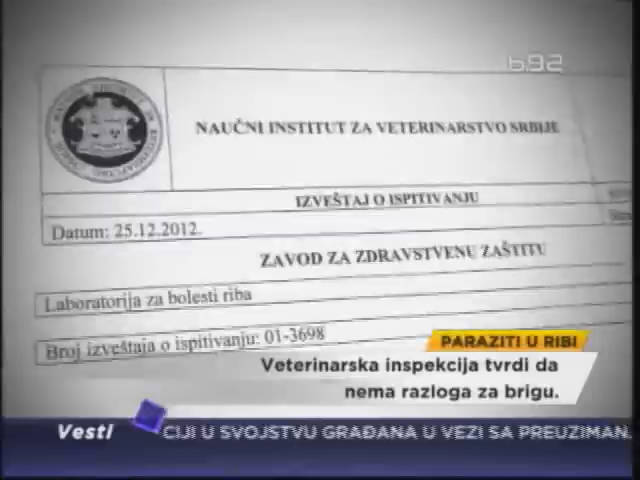 b92
NAUČNI INSTITUT ZA VETERINARSTVO SRBIJE
IZVEŠTAJ O ISPITIVANJU
Datum: 25.12.2012.
ZAVOD ZA ZDRAVSTVENU ZAŠTITU
Laboratorija za bolesti riba
Broj izveštaja o ispitivanju: 01-3698
PARAZITI U RIBI
Veterinarska inspekcija tvrdi da
nema razloga za brigu.
Vesti CIJI U SVOJSTVU GRAĐANA U VEZI SA PREUZIMAN